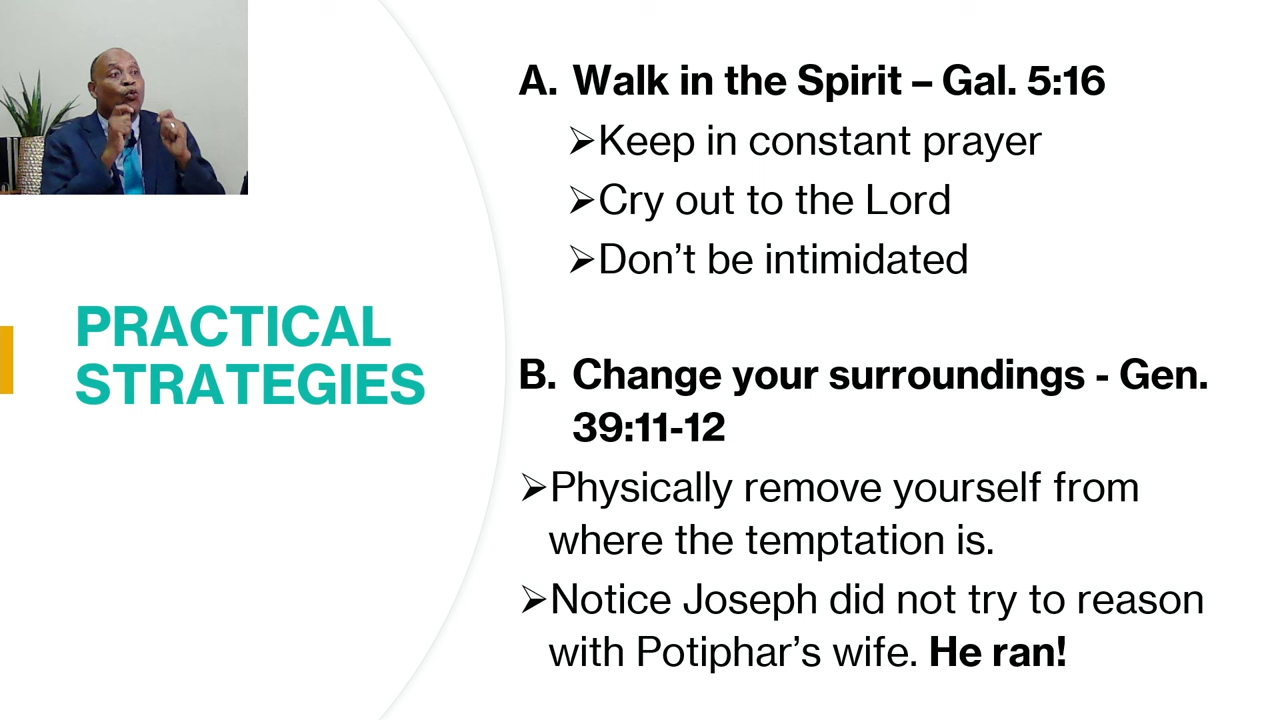 PRACTICAL
STRATEGIES
A. Walk in the Spirit – Gal. 5:16
➢Keep in constant prayer
➢Cry out to the Lord
➢Don’t be intimidated
B. Change your surroundings - Gen.
39:11-12
➢Physically remove yourself from
where the temptation is.
➢Notice Joseph did not try to reason
with Potiphar’s wife. He ran!